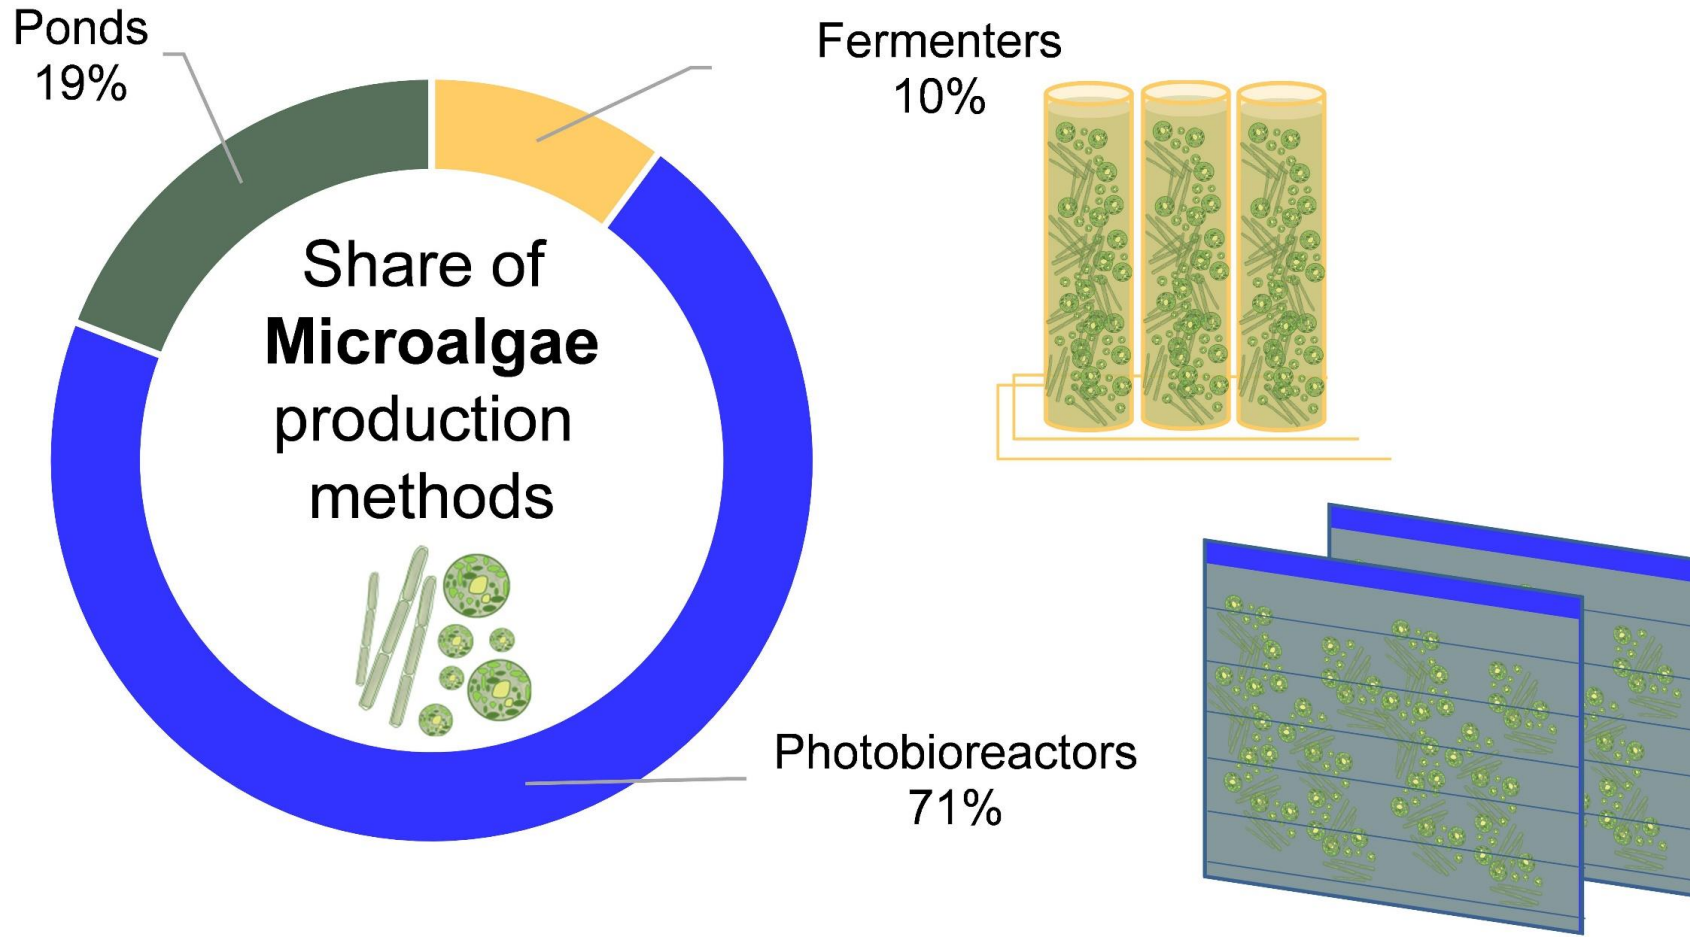 Ponds
19%
Fermenters
10%
Share of
Microalgae
production
methods
Photobioreactors
71%